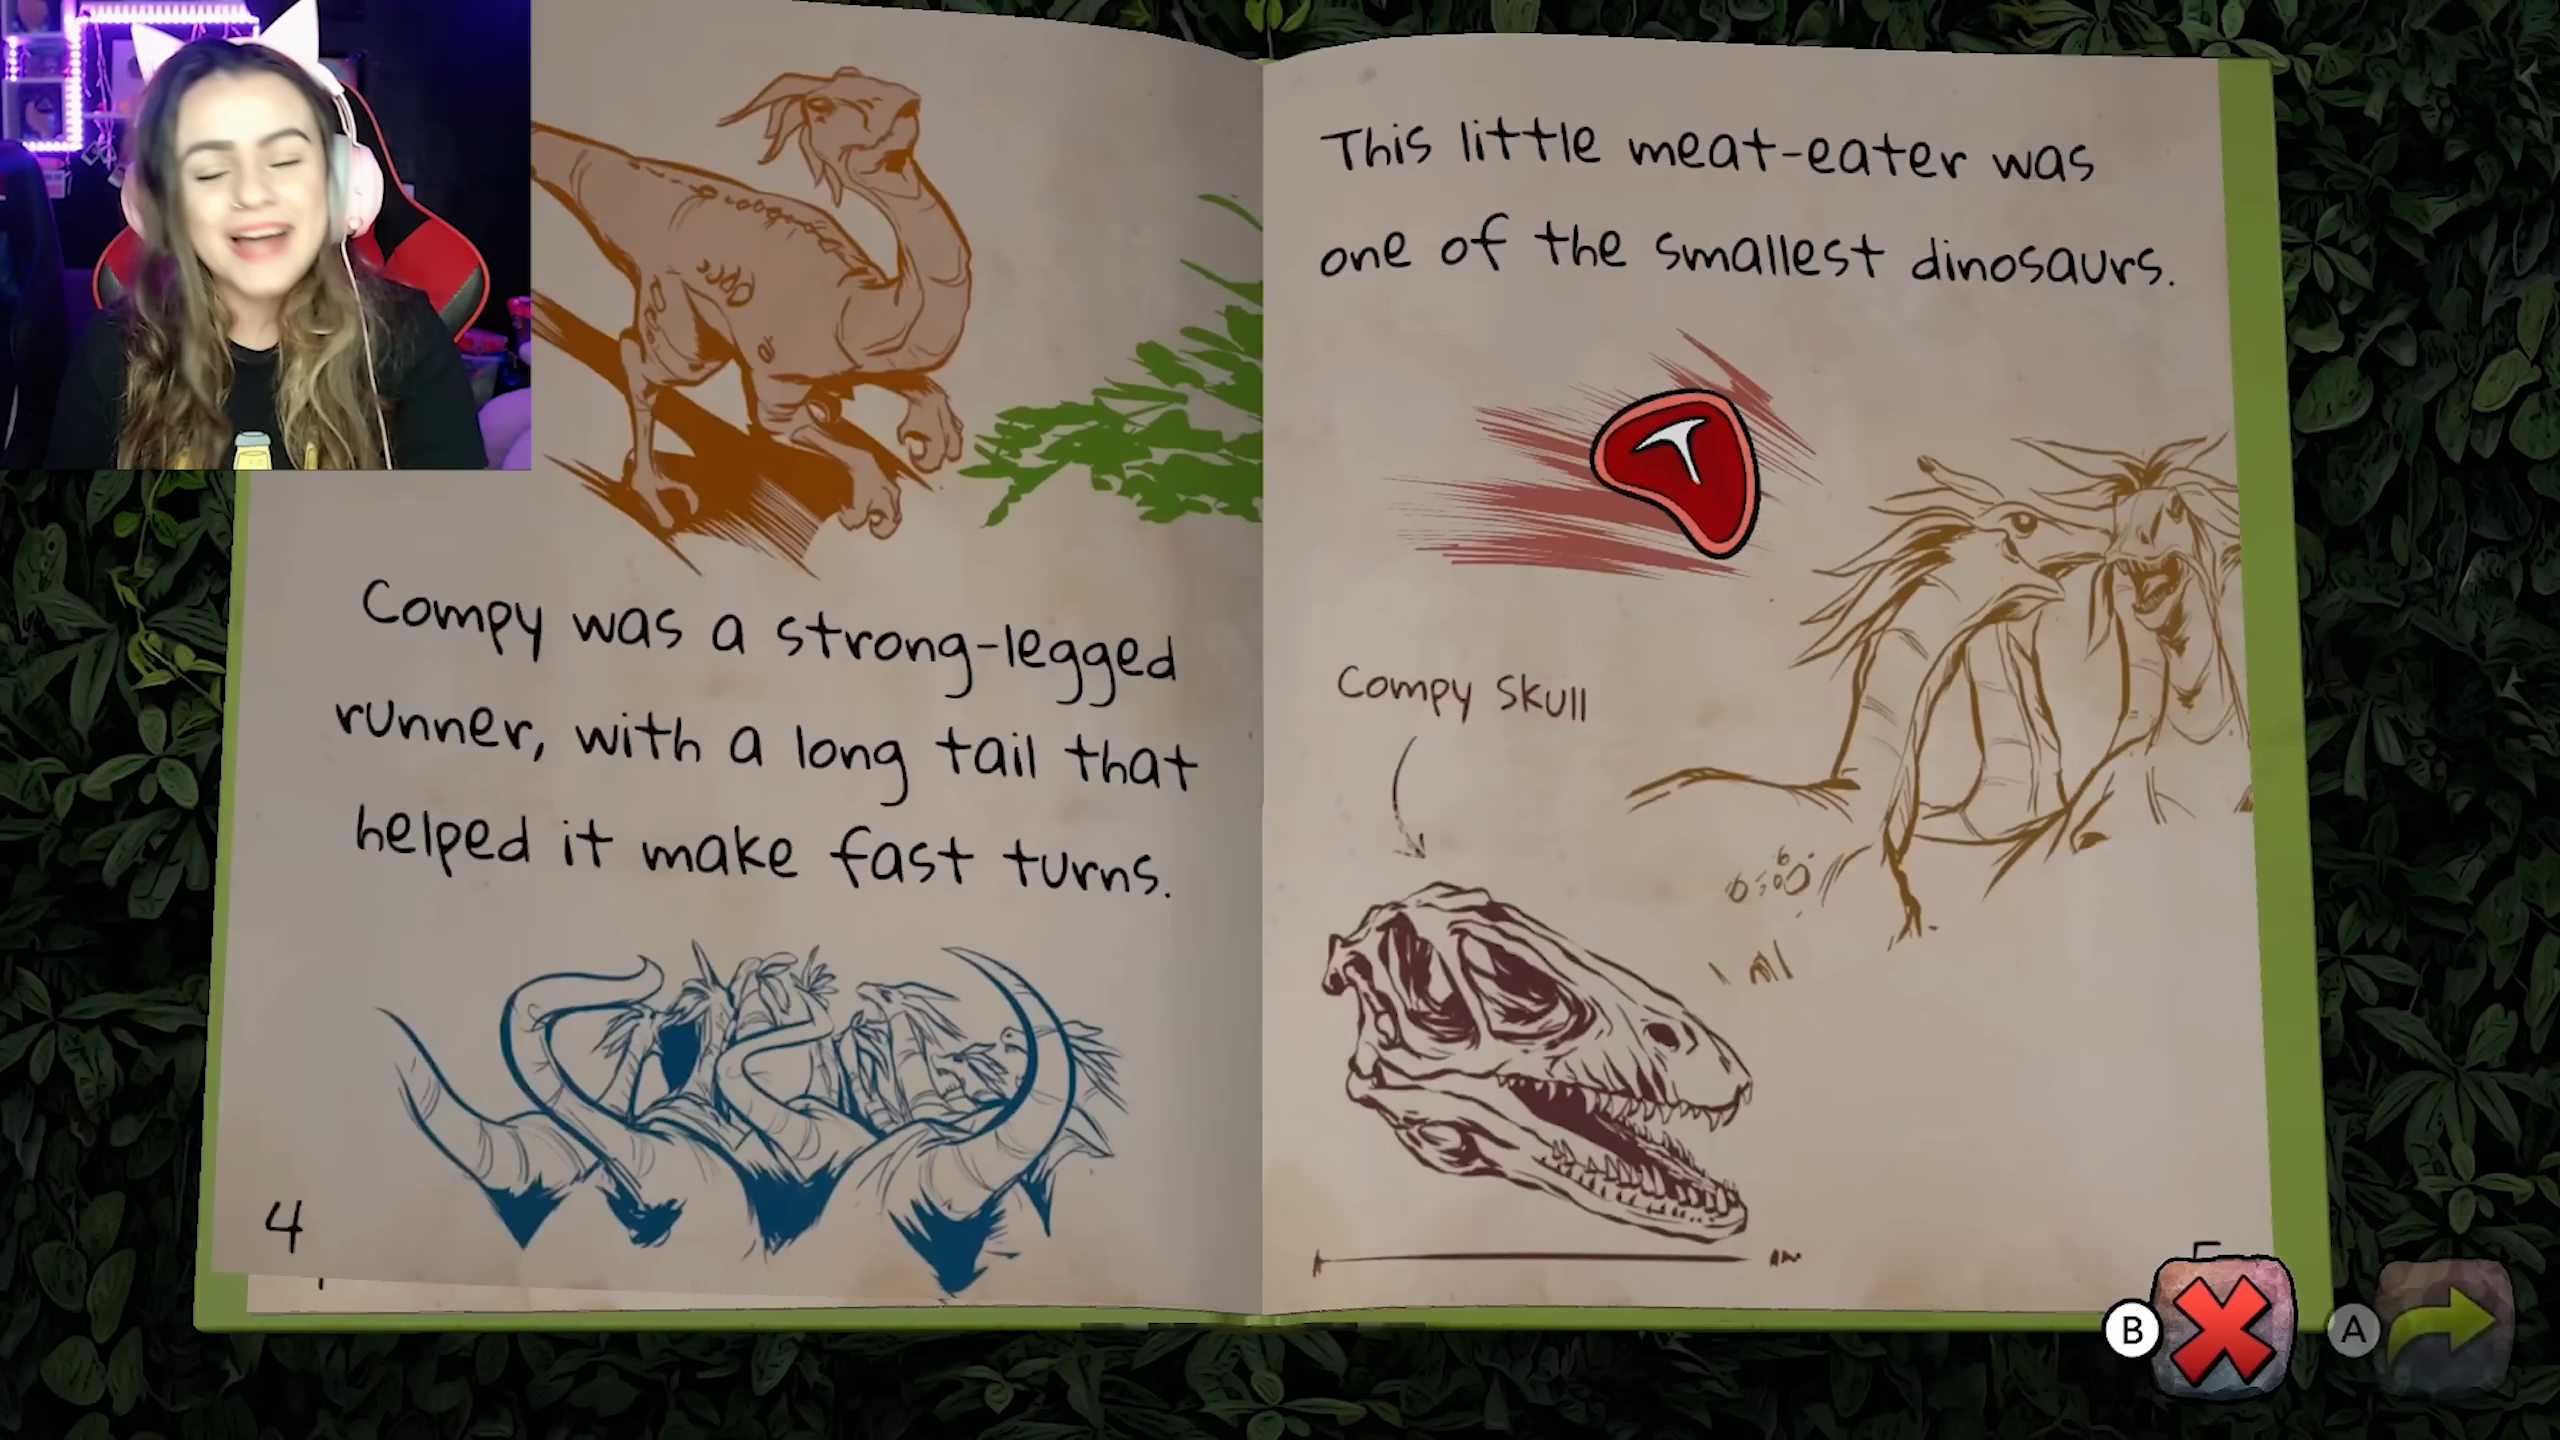 Compy was a strong-legged
runner, with a long tail that
helped it make fast turns.
4
This little meat-eater was
one of the smallest dinosaurs.
Compy Skull
B
A